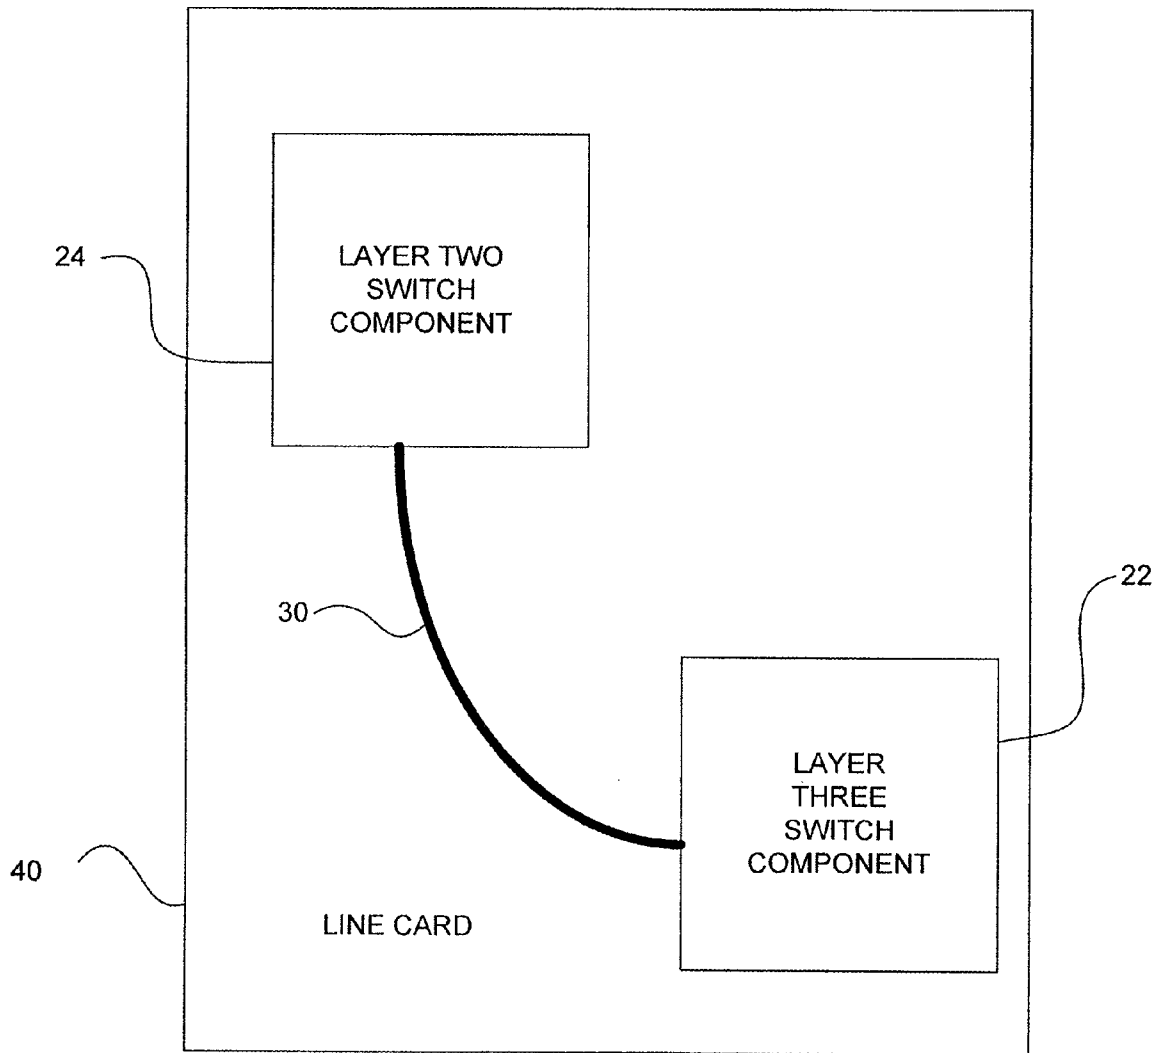 24
LAYER TWO
SWITCH
COMPONENT
30
22
LAYER
THREE
SWITCH
COMPONENT
40
LINE CARD